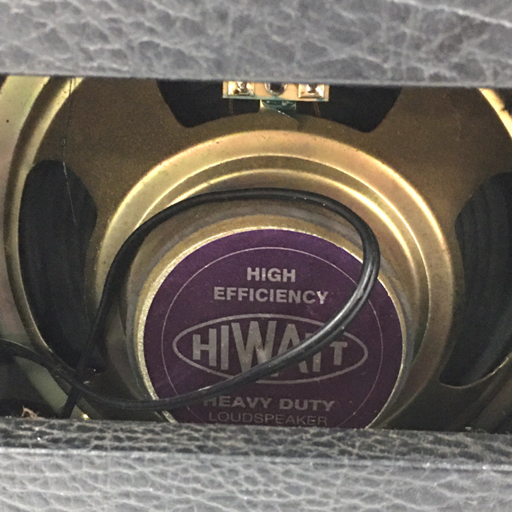 HIGH
EFFICIENCY
HIWATT
HEAVY DUTY
LOUDSPEAKER